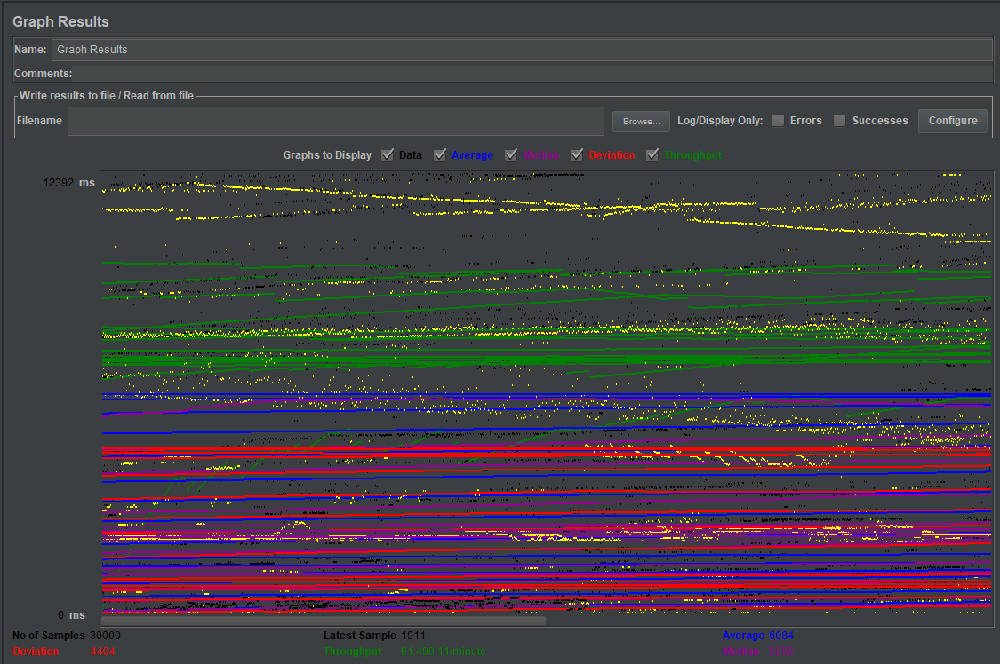 Graph Results
Name: Graph Results
Comments:
Write results to file / Read from file
Filename Browse... Log/Display Only: Errors Successes Configure
Graphs to Display Data Average Median Deviation Throughput
12392 ms
0 ms
No of Samples 30000 Latest Sample 1911 Average 6084
Deviation 4404 Throughput 61,490.11/minute Median